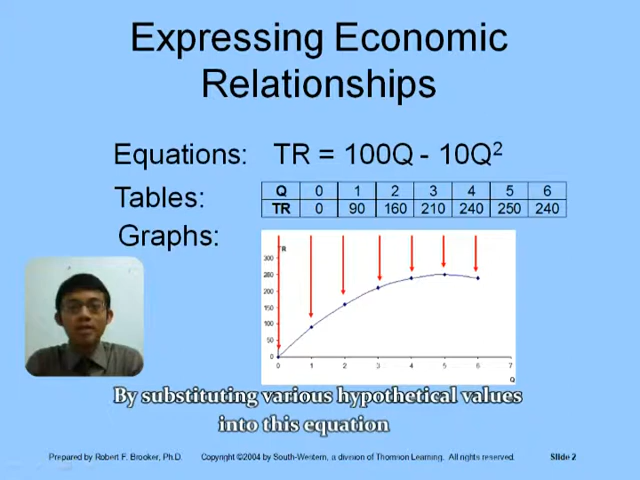 Expressing Economic
Relationships
Equations: TR = 100Q - 10Q²
Tables:
Q 0 1 2 3 4 5 6
TR 0 90 160 210 240 250 240
Graphs:
TR
300
250
200
150
100
50
0
0 1 2 3 4 5 6 7
Q
By substituting various hypothetical values
into this equation
Prepared by Robert F. Brooker, Ph.D. Copyright ©2004 by South-Western, a division of Thomson Learning. All rights reserved. Slide 2